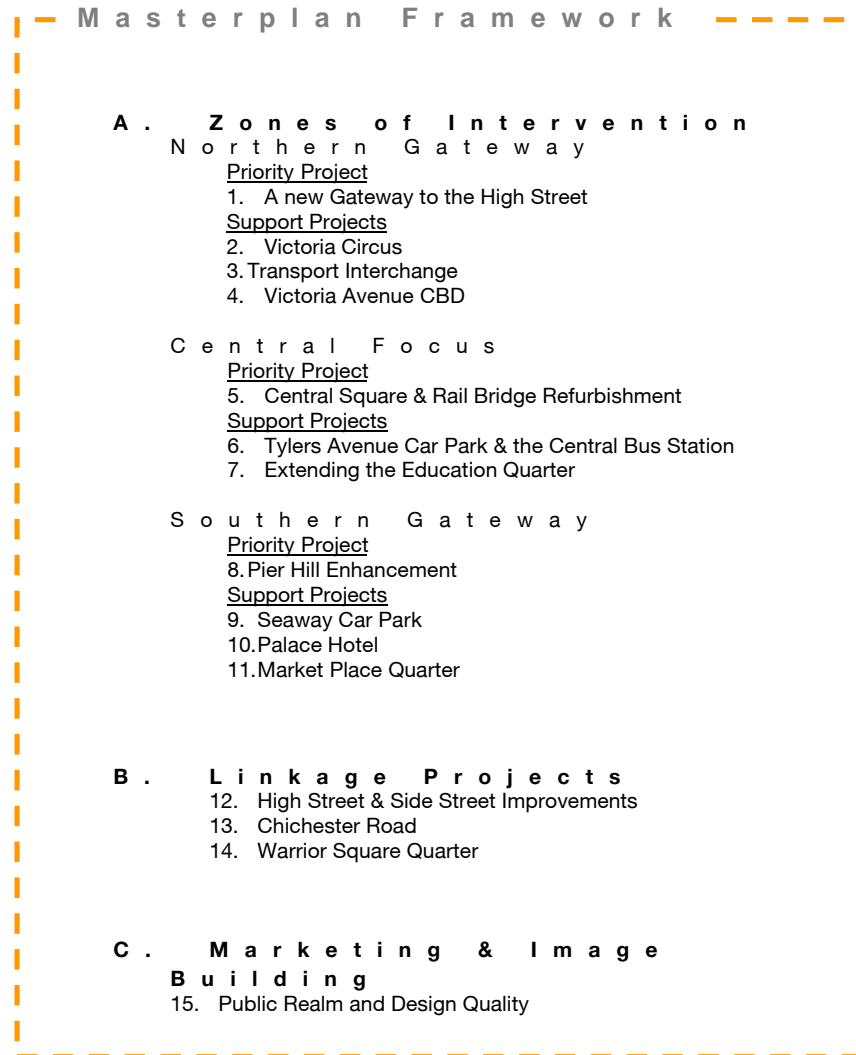 Masterplan Framework
A. Zones of Intervention
Northern Gateway
Priority Project
1. A new Gateway to the High Street
Support Projects
2. Victoria Circus
3. Transport Interchange
4. Victoria Avenue CBD
Central Focus
Priority Project
5. Central Square & Rail Bridge Refurbishment
Support Projects
6. Tylers Avenue Car Park & the Central Bus Station
7. Extending the Education Quarter
Southern Gateway
Priority Project
8. Pier Hill Enhancement
Support Projects
9. Seaway Car Park
10. Palace Hotel
11. Market Place Quarter
B. Linkage Projects
12. High Street & Side Street Improvements
13. Chichester Road
14. Warrior Square Quarter
C. Marketing & Image
Building
15. Public Realm and Design Quality